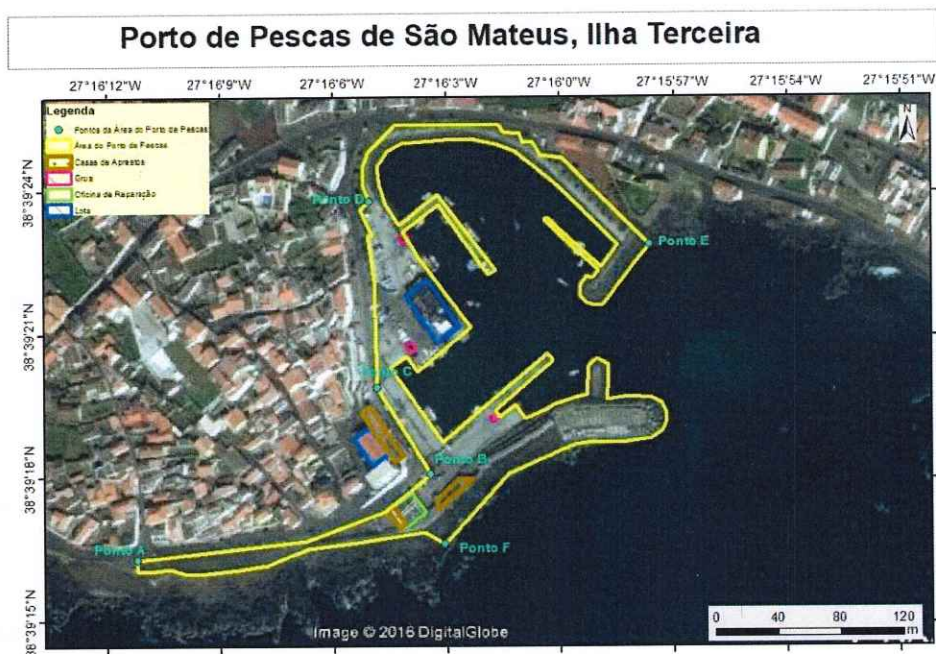 Porto de Pescas de São Mateus, Ilha Terceira
27°16'12"W 27°16'9"W 27°16'6"W 27°16'3"W 27°16'0"W 27°15'57"W 27°15'54"W 27°15'51"W
Legenda
Pontos da Área do Porto de Pescas
Área do Porto de Pescas
Casas de Aprestos
Grua
Oficina de Reparação
Lota
N
38°39'24"N
38°39'21"N
38°39'18"N
38°39'15"N
Ponto D
Ponto E
Ponto C
Ponto B
Ponto F
Ponto A
Image © 2016 DigitalGlobe
0 40 80 120
m